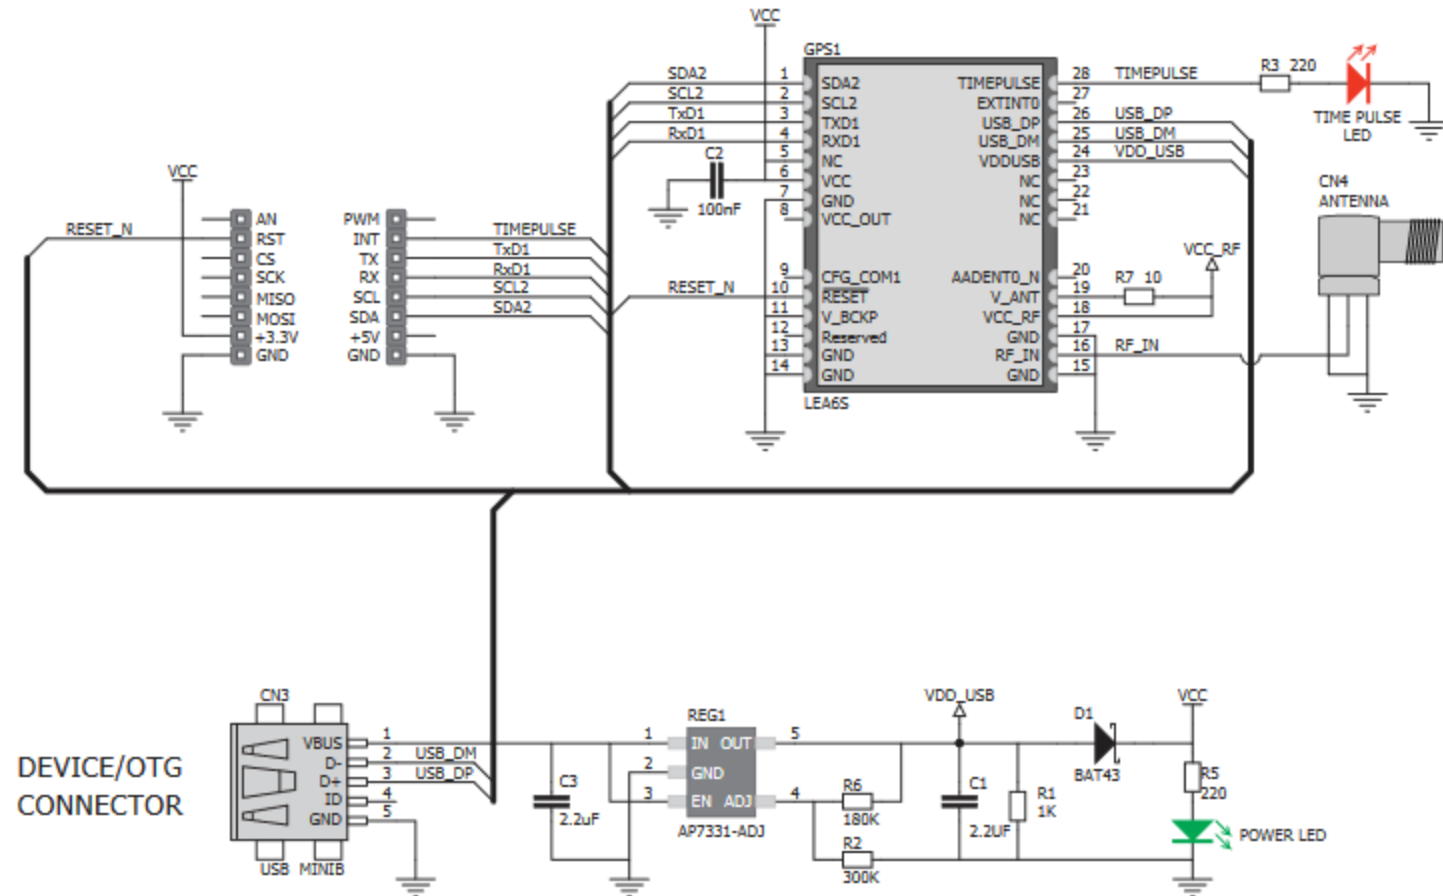 VCC
GPS1
SDA2 1 SDA2
SCL2 2 SCL2
TxD1 3 TXD1
RxD1 4 RXD1
5 NC
C2
100nF
6 VCC
7 GND
8 VCC_OUT
9 CFG_COM1
RESET_N 10 RESET
11 V_BCKP
12 Reserved
13 GND
14 GND
LEA6S
TIMEPULSE 28 TIMEPULSE
EXTINT0 27
USB_DP 26 USB_DP
USB_DM 25 USB_DM
VDDUSB 24 VDD_USB
NC 23
NC 22
NC 21
AADENT0_N 20
V_ANT 19
VCC_RF 18
GND 17
RF_IN 16 RF_IN
GND 15
R3 220
TIME PULSE
LED
CN4
ANTENNA
VCC_RF
R7 10
VCC
RESET_N
AN
RST
CS
SCK
MISO
MOSI
+3.3V
GND
PWM
INT TIMEPULSE
TX TxD1
RX RxD1
SCL SCL2
SDA SDA2
+5V
GND
DEVICE/OTG
CONNECTOR
CN3
VBUS 1
D- 2 USB_DM
D+ 3 USB_DP
ID 4
GND 5
USB MINIB
C3
2.2uF
REG1
1 IN OUT 5
2 GND
3 EN ADJ 4
AP7331-ADJ
R6
180K
R2
300K
VDD_USB
C1
2.2UF
R1
1K
D1
BAT43
VCC
R5
220
POWER LED